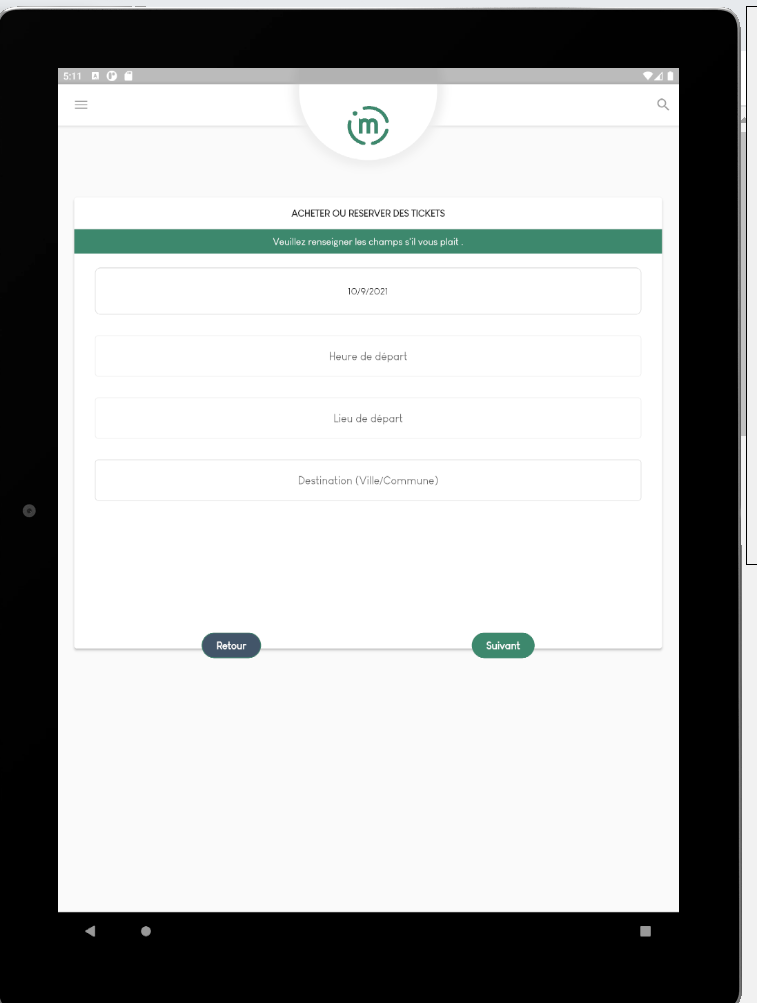 5:11
m
ACHETER OU RESERVER DES TICKETS
Veuillez renseigner les champs s'il vous plait .
10/9/2021
Heure de départ
Lieu de départ
Destination (Ville/Commune)
Retour
Suivant